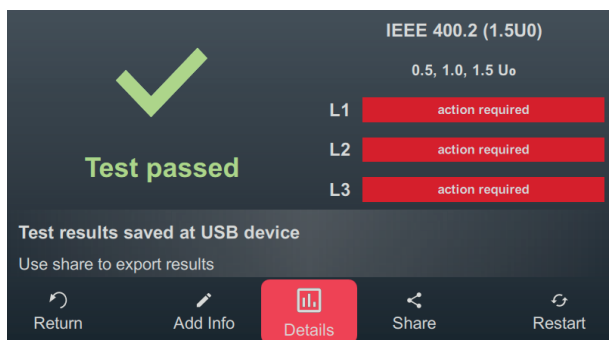 IEEE 400.2 (1.5U0)
0.5, 1.0, 1.5 U₀
L1 action required
L2 action required
L3 action required
Test passed
Test results saved at USB device
Use share to export results
Return Add Info Details Share Restart